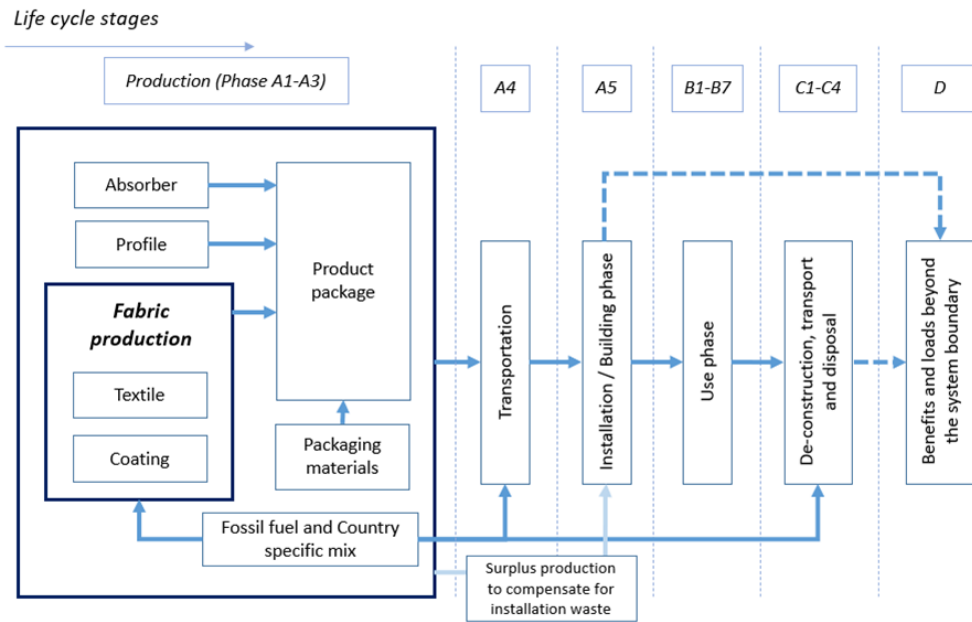 Life cycle stages
Production (Phase A1-A3)
A4
A5
B1-B7
C1-C4
D
Absorber
Profile
Fabric
production
Textile
Coating
Product
package
Packaging
materials
Fossil fuel and Country
specific mix
Transportation
Installation / Building phase
Use phase
De-construction, transport
and disposal
Benefits and loads beyond
the system boundary
Surplus production
to compensate for
installation waste